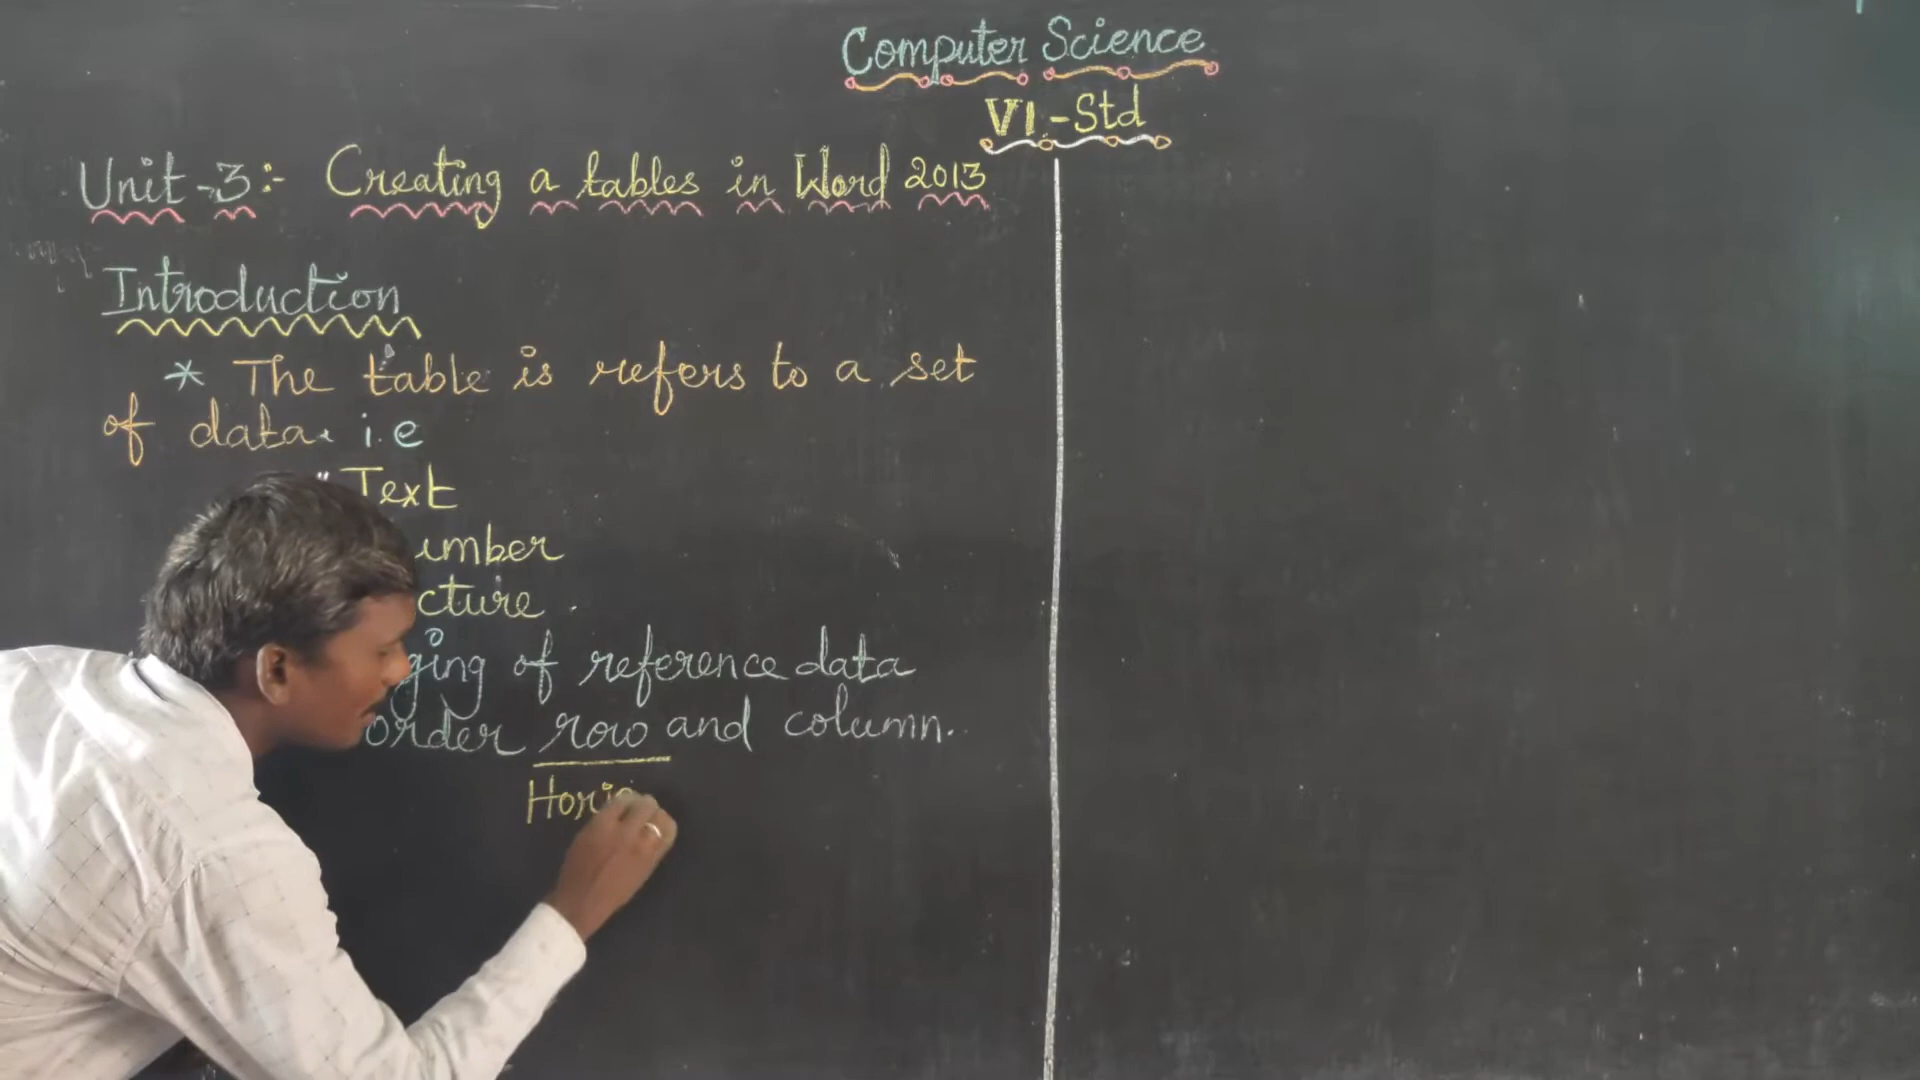 Computer Science
VI-Std
Unit-3:- Creating a tables in Word 2013
Introduction
* The table is refers to a set
of data. i.e
" Text
umber
cture.
ging of reference data
order row and column.